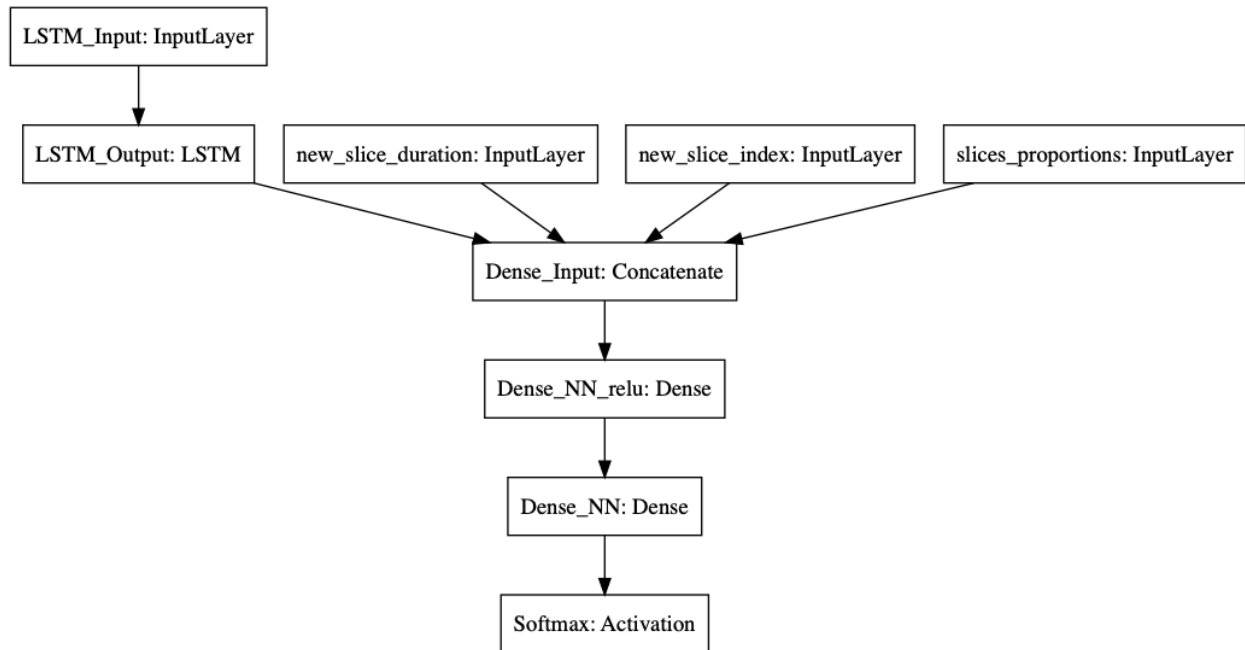 LSTM_Input: InputLayer
LSTM_Output: LSTM
new_slice_duration: InputLayer
new_slice_index: InputLayer
slices_proportions: InputLayer
Dense_Input: Concatenate
Dense_NN_relu: Dense
Dense_NN: Dense
Softmax: Activation